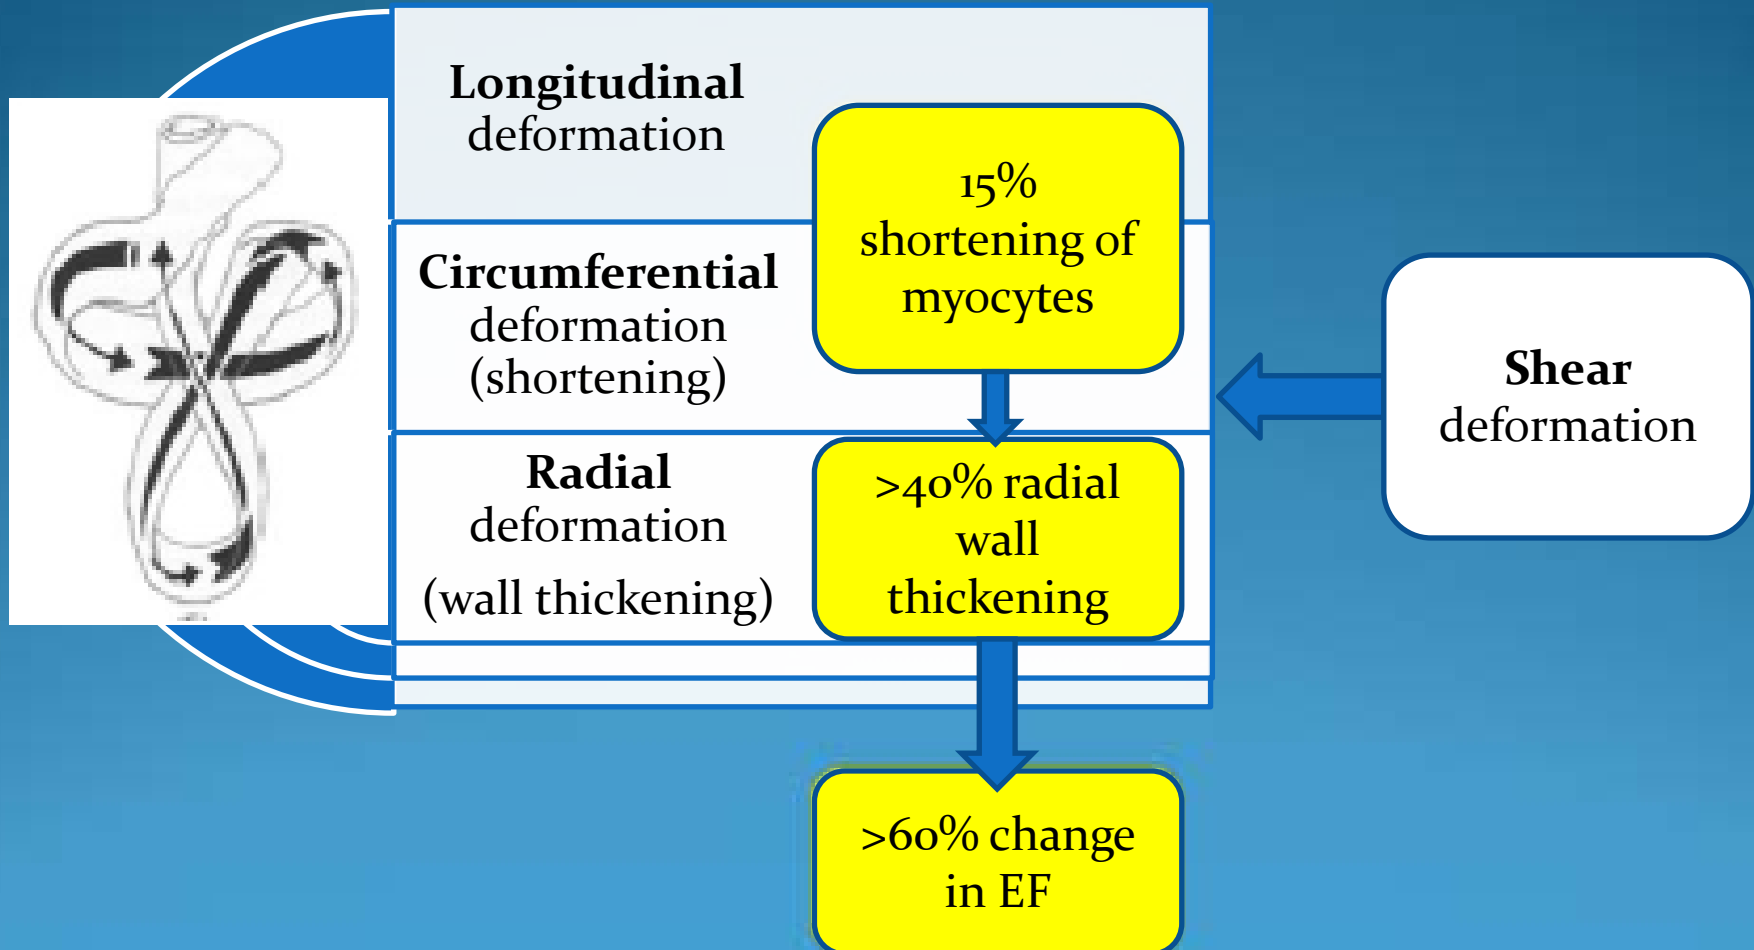 Longitudinal
deformation
15%
shortening of
myocytes
Circumferential
deformation
(shortening)
Shear
deformation
Radial
deformation
(wall thickening)
>40% radial
wall
thickening
>60% change
in EF